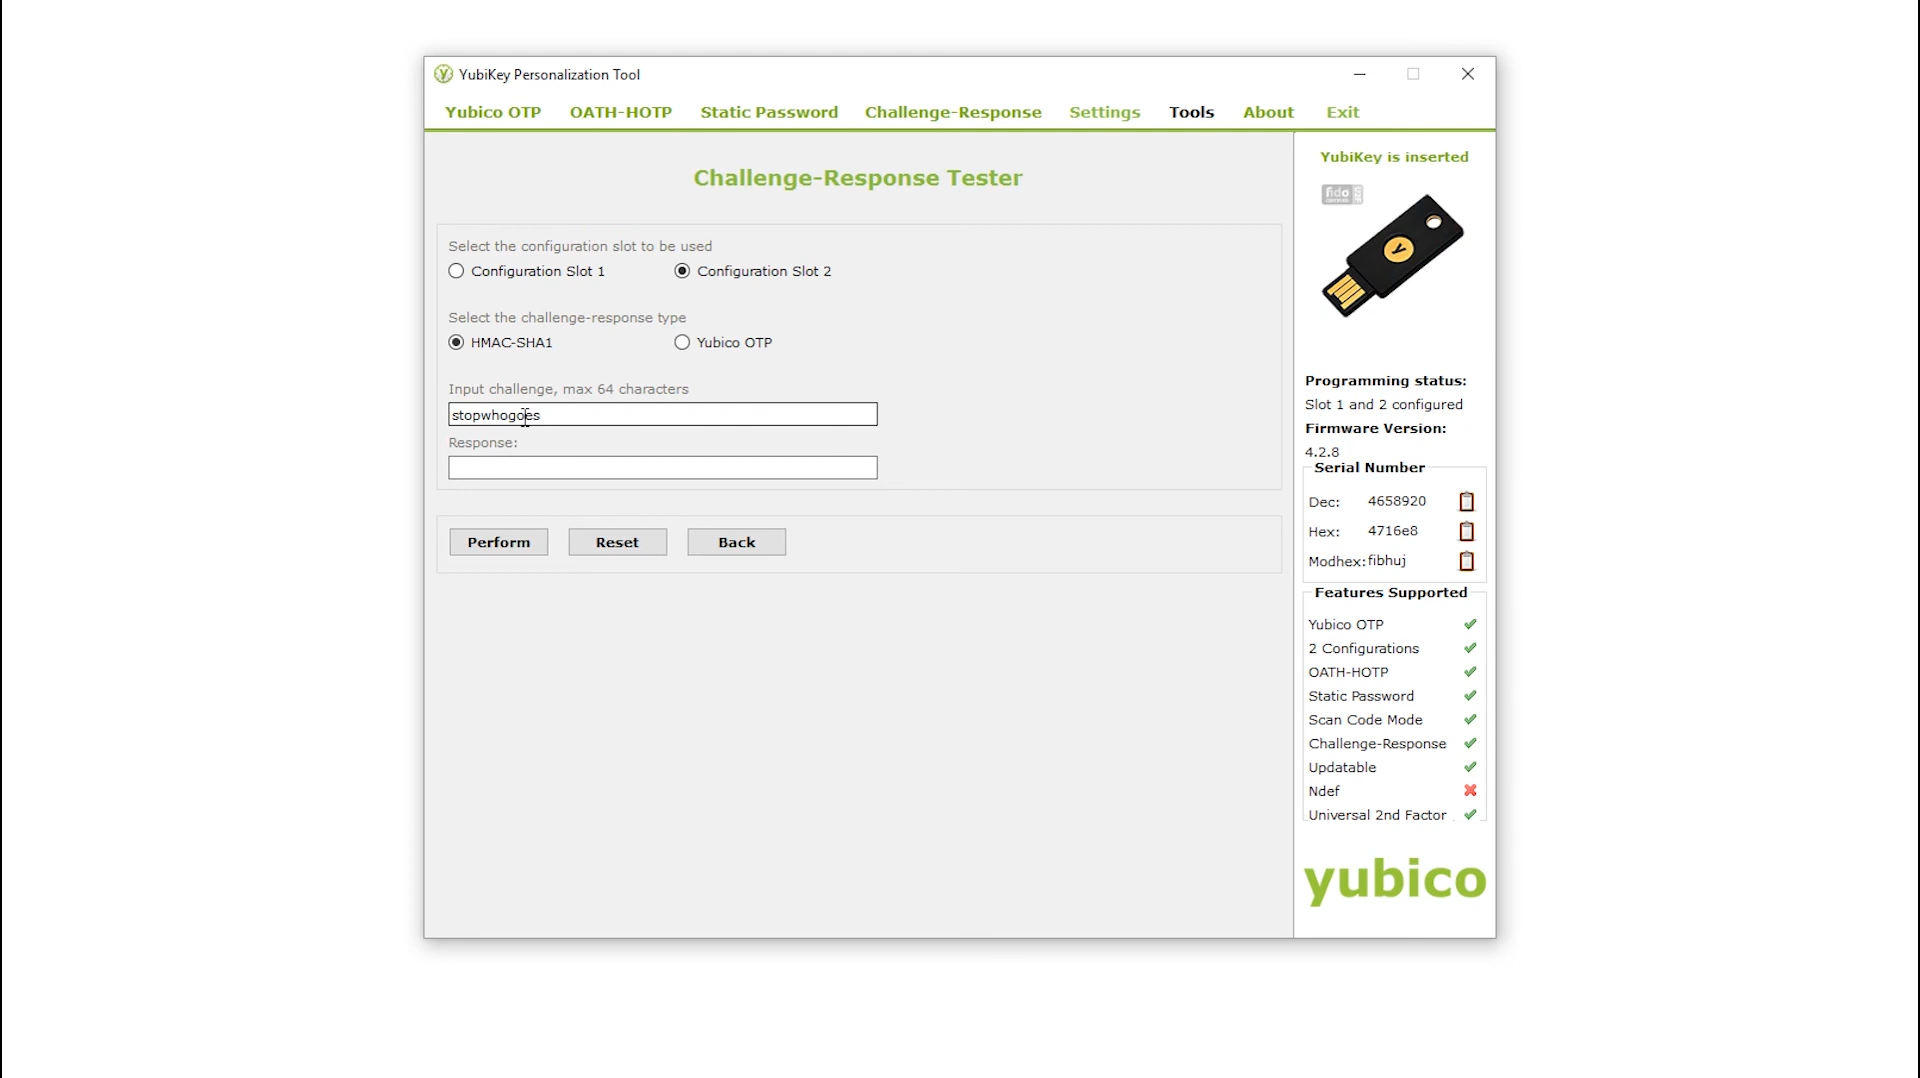 YubiKey Personalization Tool
Yubico OTP OATH-HOTP Static Password Challenge-Response Settings Tools About Exit
Challenge-Response Tester
Select the configuration slot to be used
Configuration Slot 1 Configuration Slot 2
Select the challenge-response type
HMAC-SHA1 Yubico OTP
Input challenge, max 64 characters
stopwhogoes
Response:
Perform Reset Back
YubiKey is inserted
fido
Programming status:
Slot 1 and 2 configured
Firmware Version:
4.2.8
Serial Number
Dec: 4658920
Hex: 4716e8
Modhex: fibhuj
Features Supported
Yubico OTP
2 Configurations
OATH-HOTP
Static Password
Scan Code Mode
Challenge-Response
Updatable
Ndef
Universal 2nd Factor
yubico